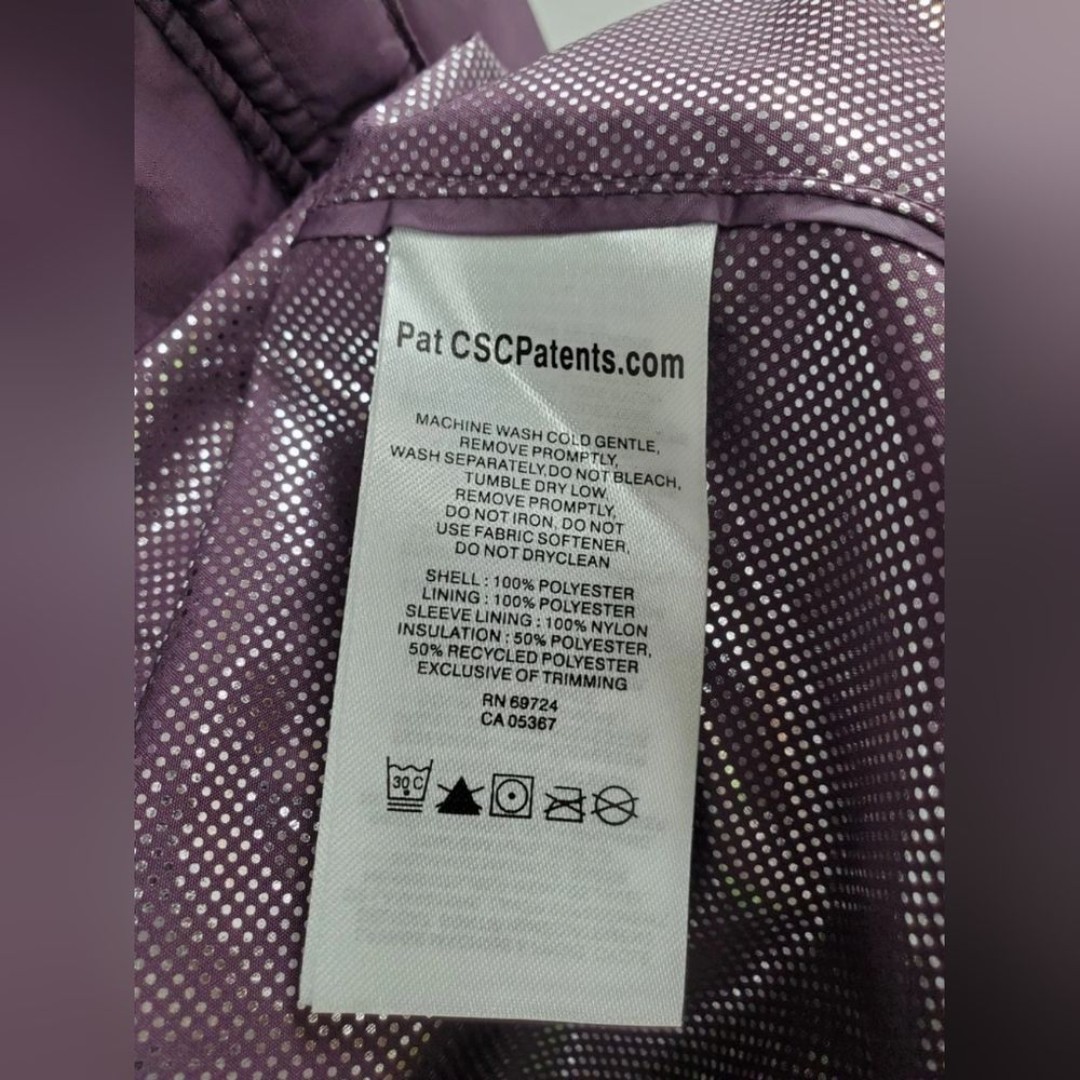 Pat CSCPatents.com
MACHINE WASH COLD GENTLE,
REMOVE PROMPTLY,
WASH SEPARATELY,DO NOT BLEACH,
TUMBLE DRY LOW,
REMOVE PROMPTLY,
DO NOT IRON, DO NOT
USE FABRIC SOFTENER,
DO NOT DRYCLEAN
SHELL : 100% POLYESTER
LINING : 100% POLYESTER
SLEEVE LINING : 100% NYLON
INSULATION : 50% POLYESTER,
50% RECYCLED POLYESTER
EXCLUSIVE OF TRIMMING
RN 69724
CA 05367
30 C